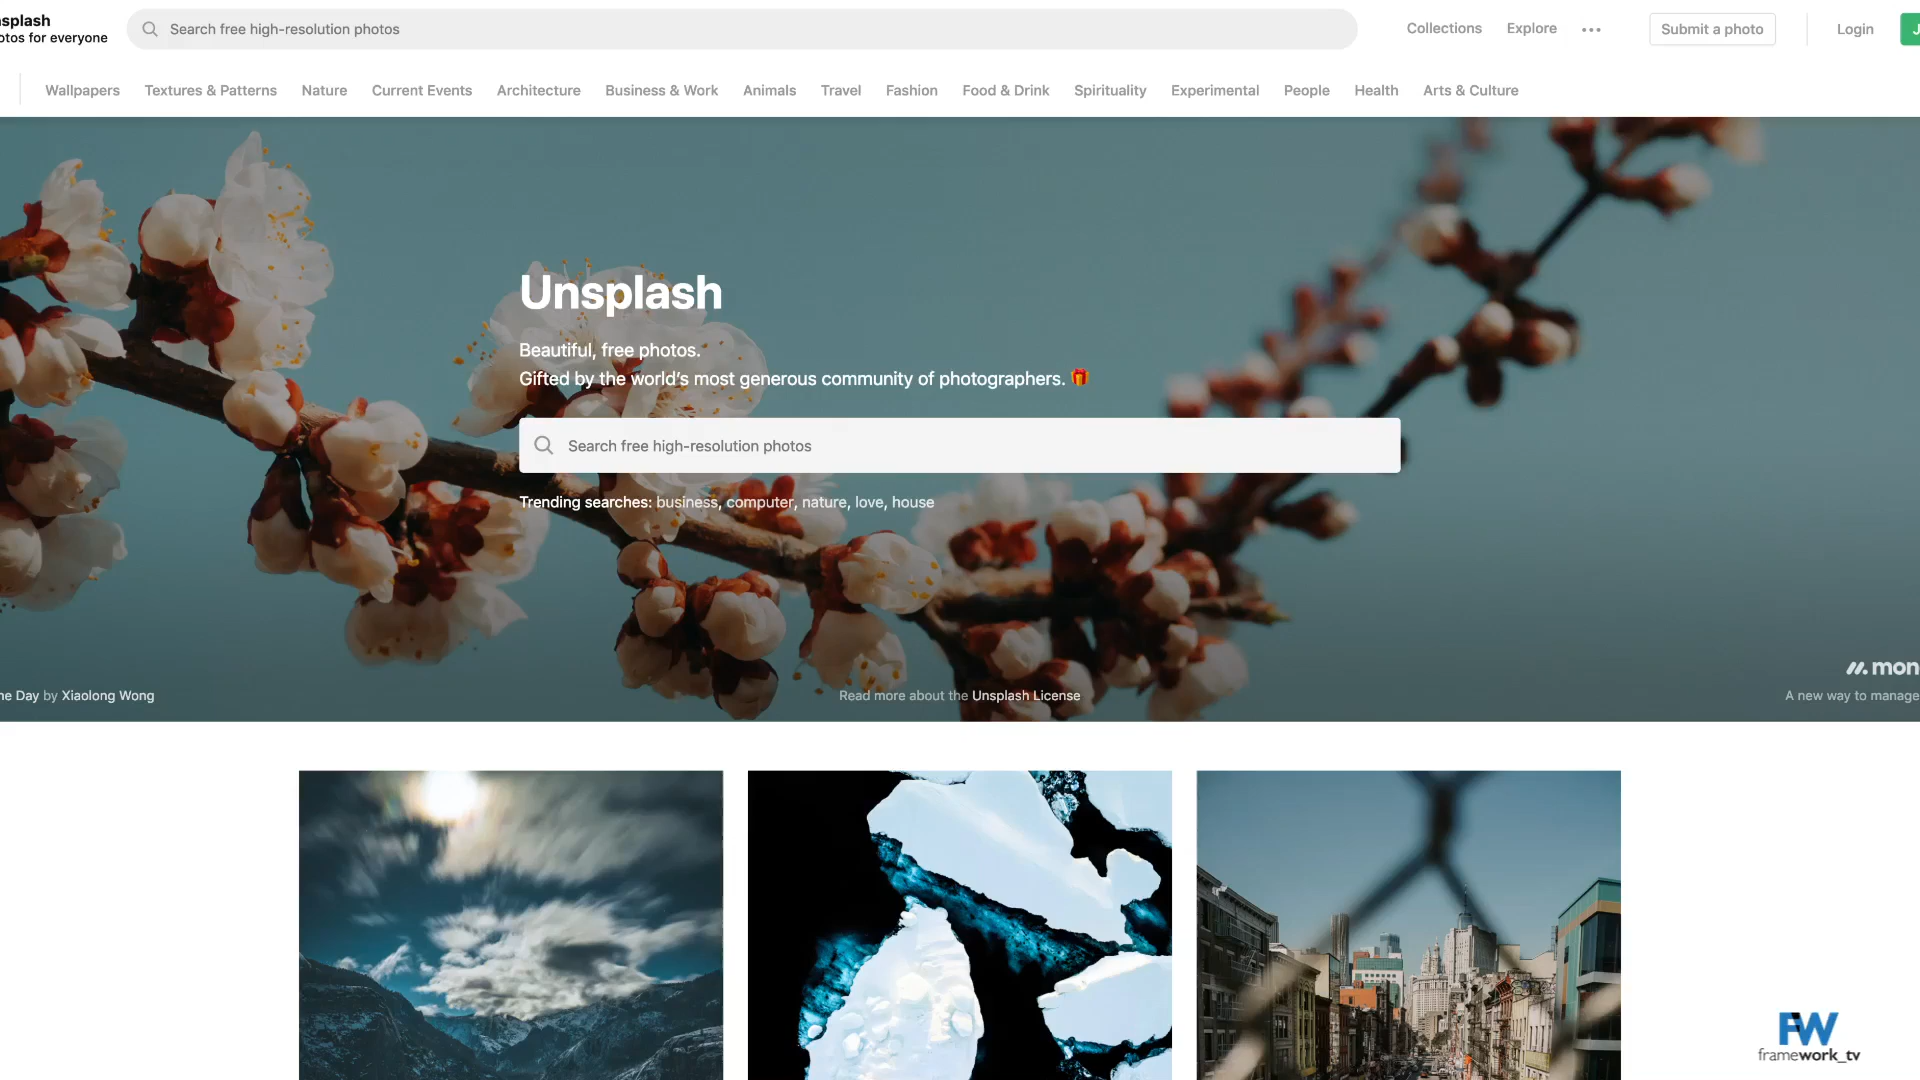 nsplash
otos for everyone
Search free high-resolution photos
Collections
Explore
Submit a photo
Login
J
Wallpapers
Textures & Patterns
Nature
Current Events
Architecture
Business & Work
Animals
Travel
Fashion
Food & Drink
Spirituality
Experimental
People
Health
Arts & Culture
Unsplash
Beautiful, free photos.
Gifted by the world’s most generous community of photographers.
Search free high-resolution photos
Trending searches: business, computer, nature, love, house
mon
he Day by Xiaolong Wong
Read more about the Unsplash License
A new way to manage
FW
framework_tv